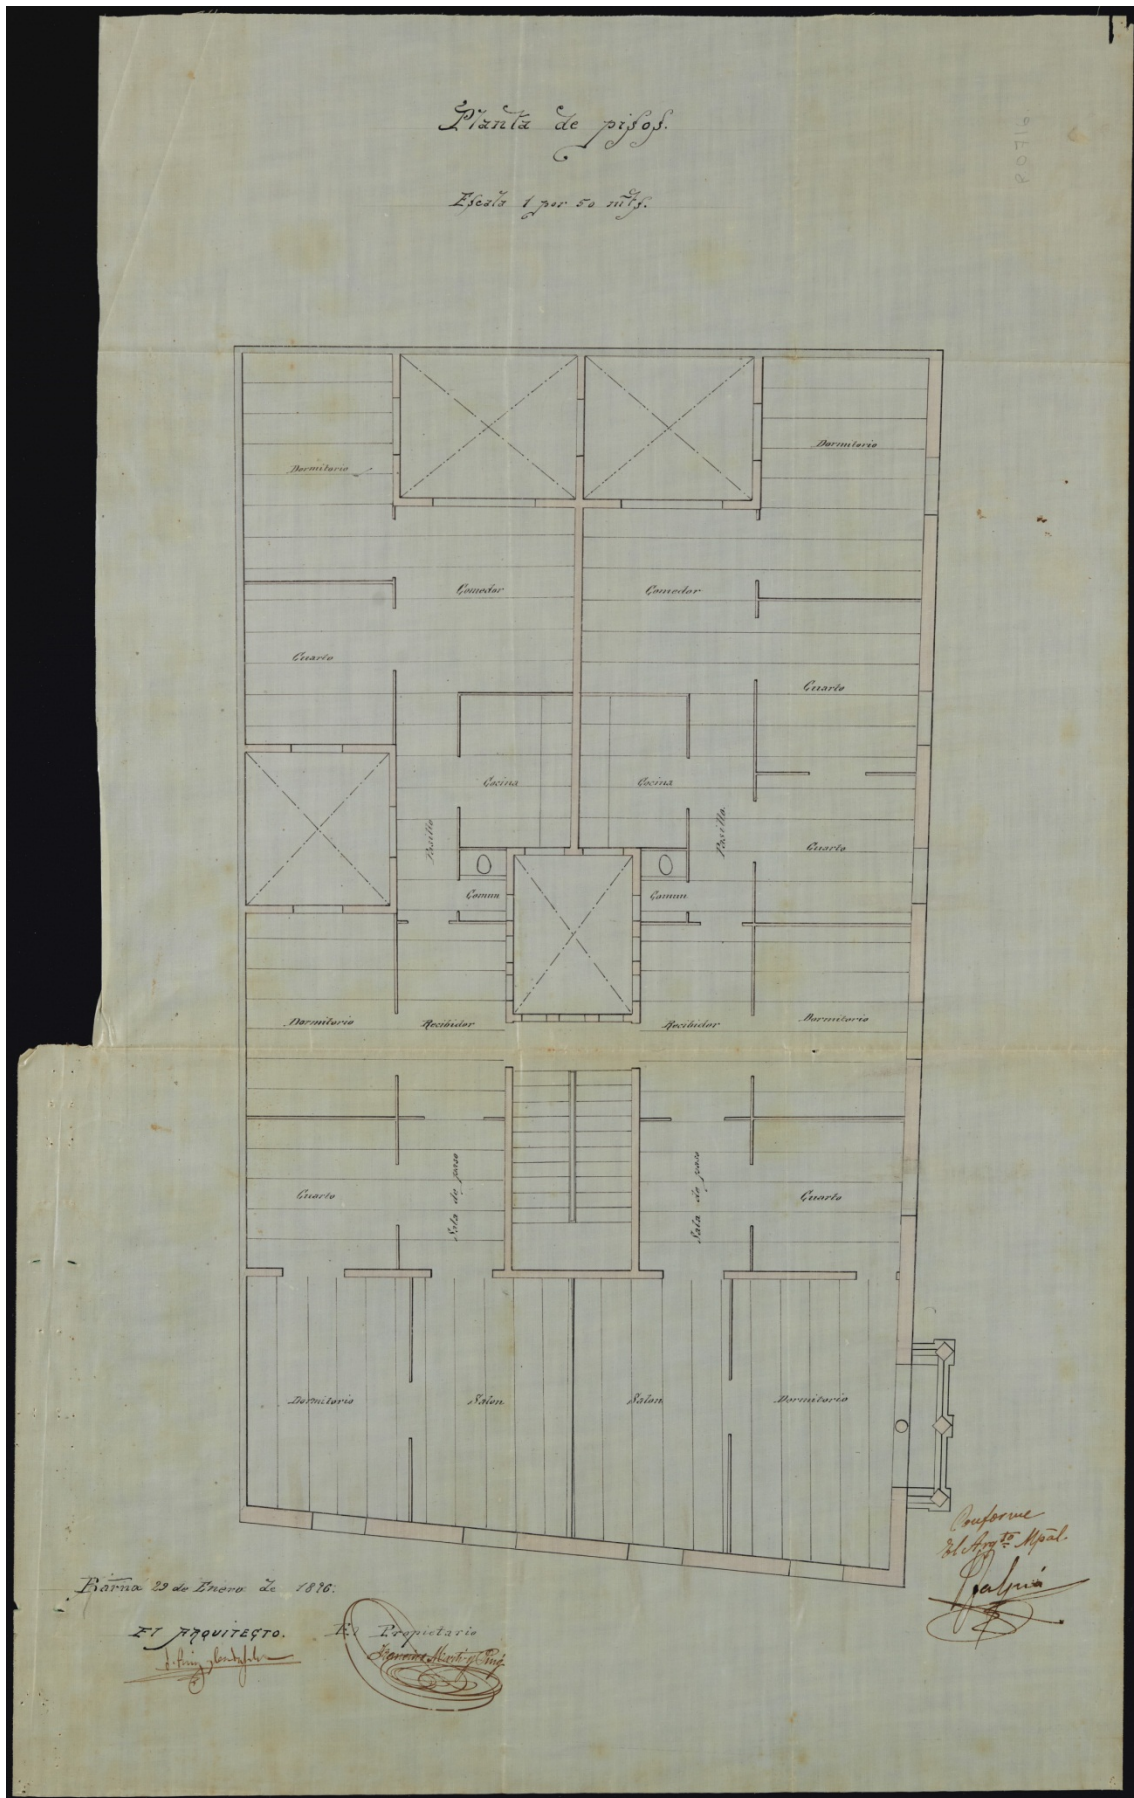 Planta de pisos.
Escala 1 por 50 mts.
80716
Dormitorio
Dormitorio
Comedor
Comedor
Cuarto
Cuarto
Cocina
Cocina
Pasillo
Pasillo
Cuarto
Comun
Comun
Dormitorio
Recibidor
Recibidor
Dormitorio
Cuarto
Sala de paso
Sala de paso
Cuarto
Dormitorio
Salon
Salon
Dormitorio
Conforme
El Arqto Mpal.
Barna 29 de Enero de 1896.
El ARQUITECTO.
El Propietario